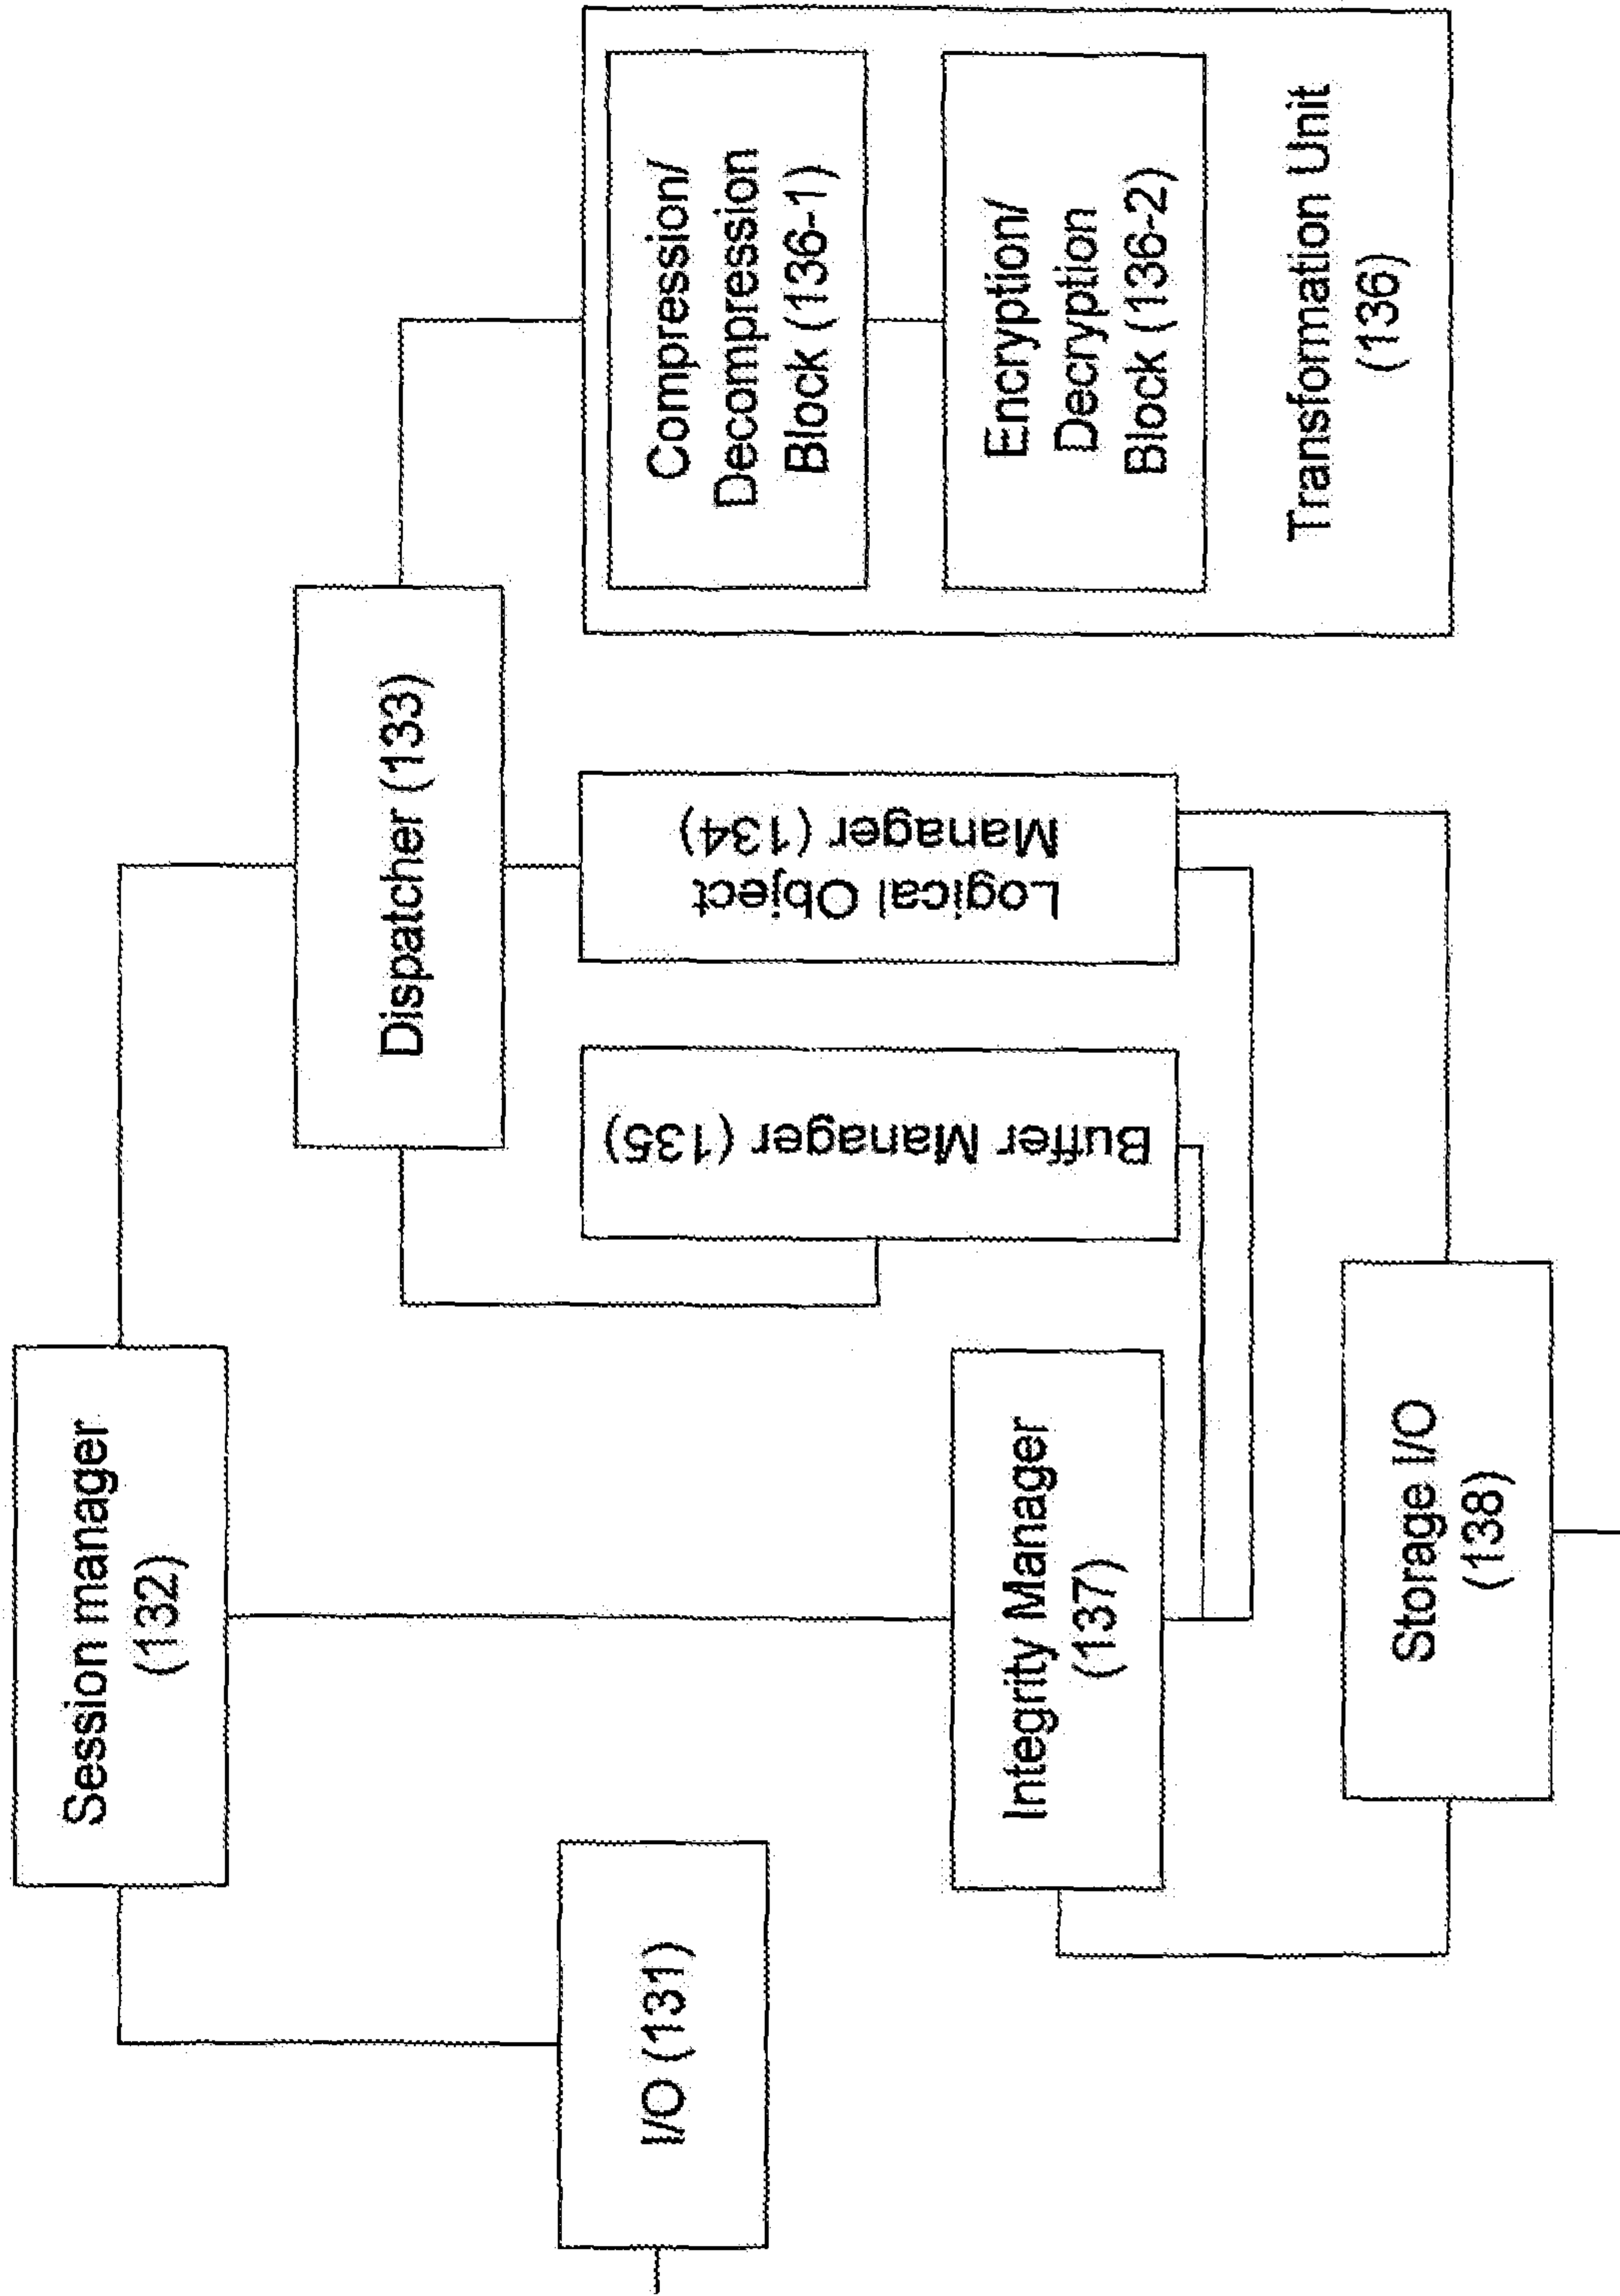 Session manager
(132)
I/O (131)
Dispatcher (133)
Integrity Manager
(137)
Buffer Manager (135)
Logical Object
Manager (134)
Compression/
Decompression
Block (136-1)
Encryption/
Decryption
Block (136-2)
Transformation Unit
(136)
Storage I/O
(138)